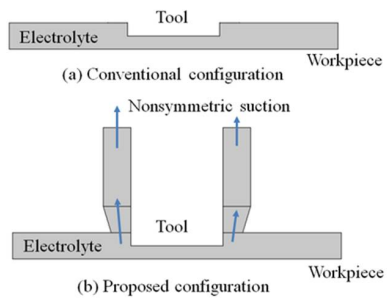 Tool
Electrolyte
Workpiece
(a) Conventional configuration
Nonsymmetric suction
Tool
Electrolyte
Workpiece
(b) Proposed configuration